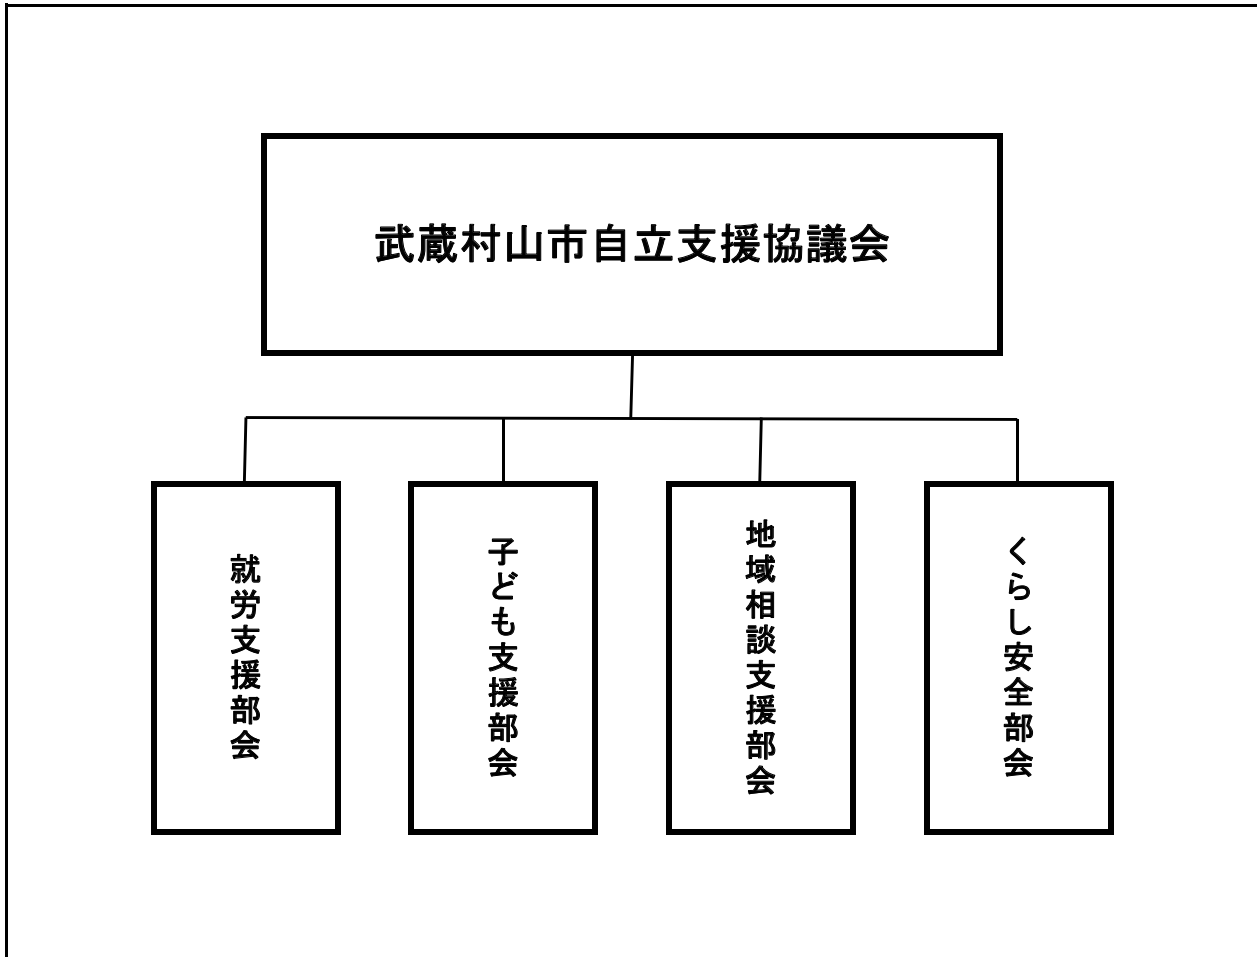 武蔵村山市自立支援協議会
就労支援部会
子ども支援部会
地域相談支援部会
くらし安全部会